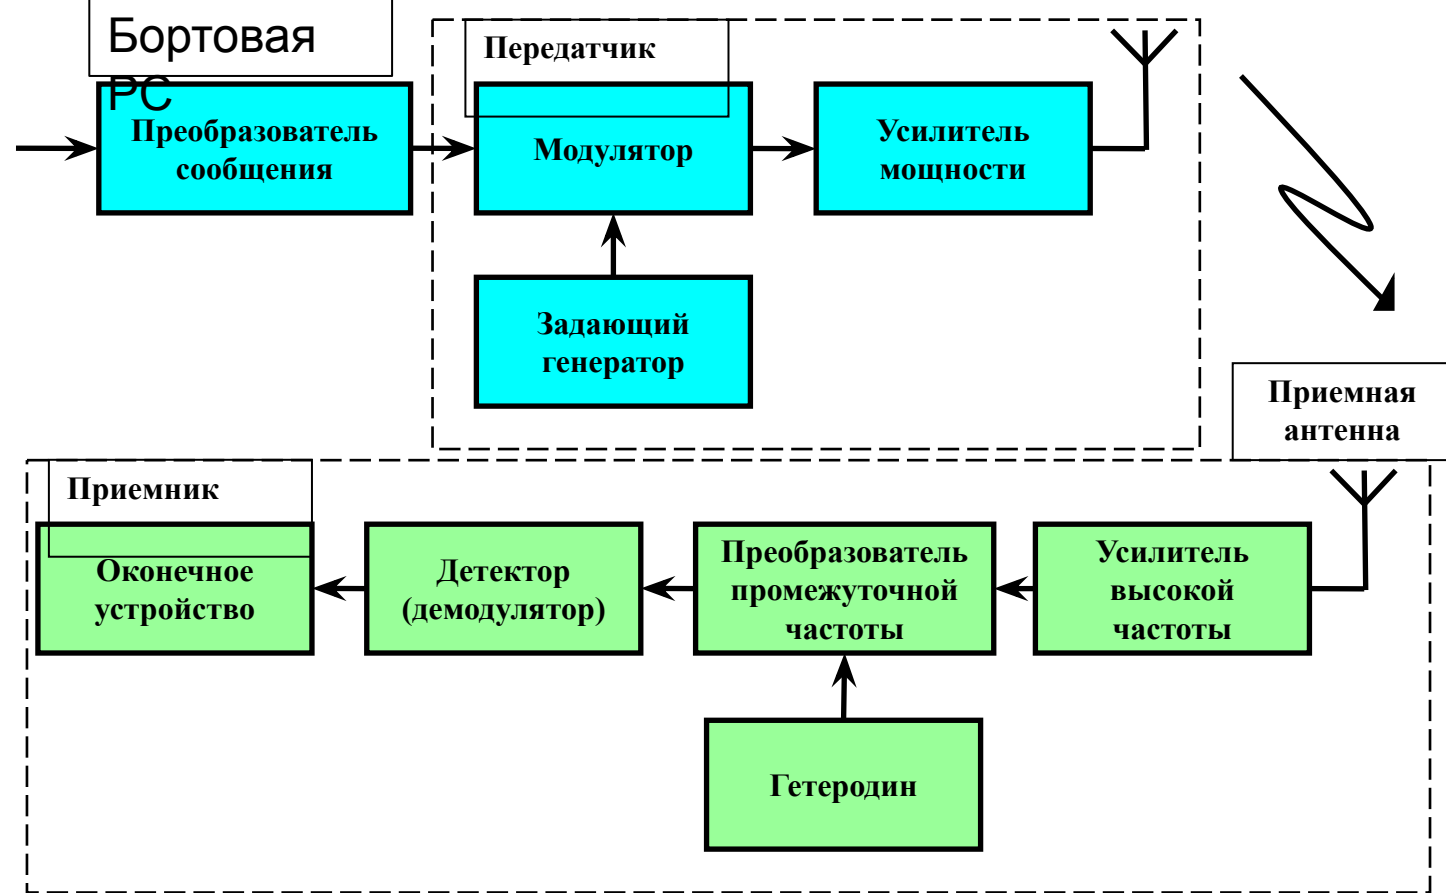 Бортовая
РС
Передатчик
Преобразователь
сообщения
Модулятор
Усилитель
мощности
Задающий
генератор
Приемная
антенна
Приемник
Оконечное
устройство
Детектор
(демодулятор)
Преобразователь
промежуточной
частоты
Усилитель
высокой
частоты
Гетеродин